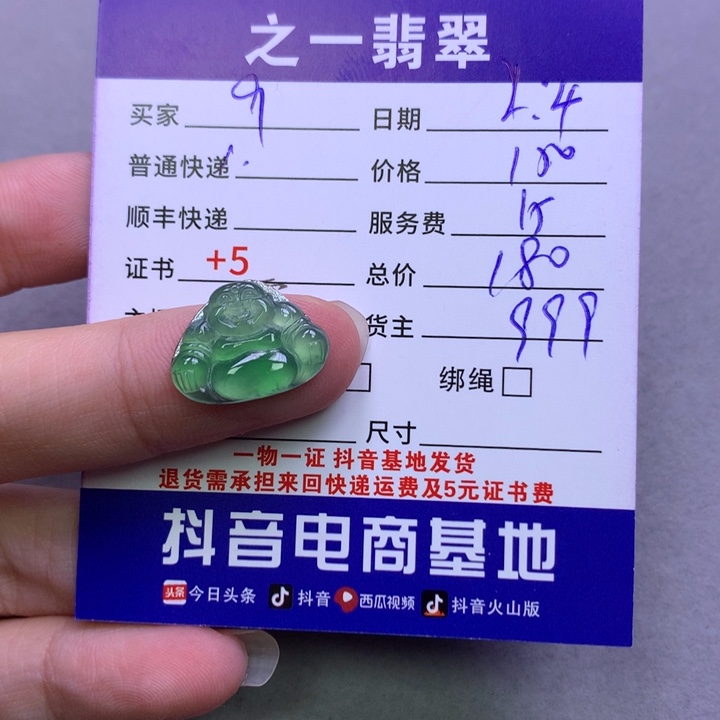 之一翡翠
买家 日期 2.4
普通快递 价格
顺丰快递 服务费 15
证书 +5 总价 180
货主 999
绑绳
尺寸
一物一证 抖音基地发货
退货需承担来回快递运费及5元证书费
抖音电商基地
头条 今日头条 抖音 西瓜视频 抖音火山版